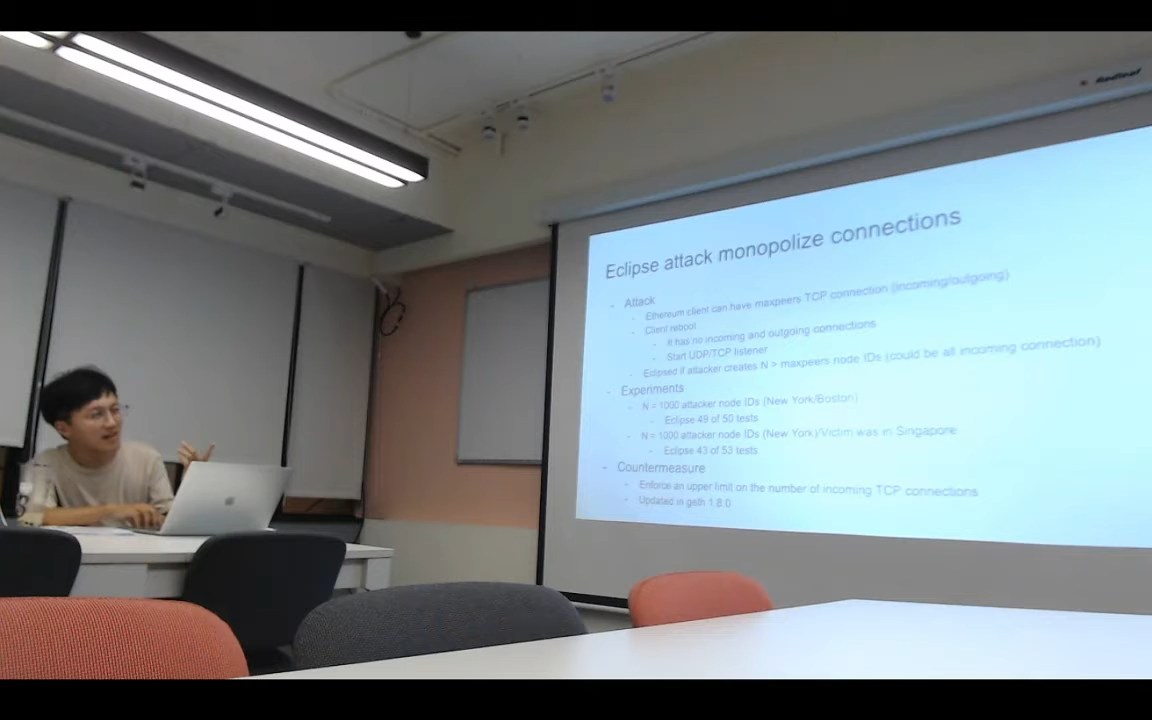 Eclipse attack monopolize connections
- Attack
- Ethereum client can have maxpeers TCP connection (incoming/outgoing)
- Client reboot
- It has no incoming and outgoing connections
- Start UDP/TCP listener
- Eclipsed if attacker creates N > maxpeers node IDs (could be all incoming connection)
- Experiments
- N = 1000 attacker node IDs (New York/Boston)
- Eclipse 49 of 50 tests
- N = 1000 attacker node IDs (New York)/Victim was in Singapore
- Eclipse 43 of 53 tests
- Countermeasure
- Enforce an upper limit on the number of incoming TCP connections
- Updated in geth 1.8.0